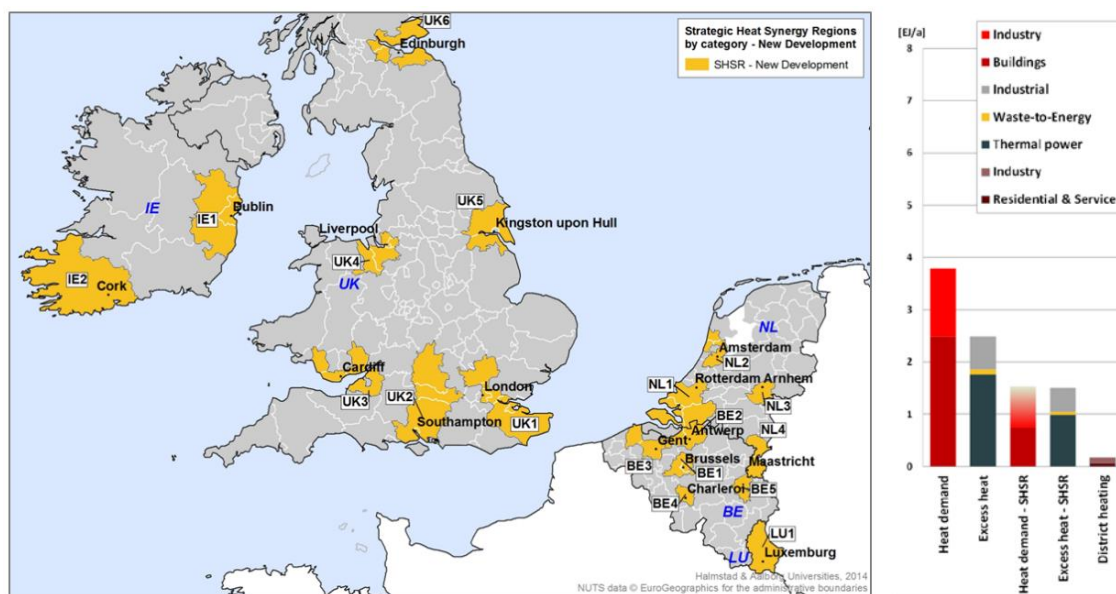 UK6
Edinburgh
Strategic Heat Synergy Regions
by category - New Development
SHSR - New Development
UK5
Kingston upon Hull
IE
Dublin
IE1
Liverpool
UK4
UK
IE2
Cork
NL
Amsterdam
NL2
Cardiff
London
NL1
Rotterdam
Arnhem
UK3
UK2
NL3
BE2
Southampton
UK1
Antwerp
NL4
Gent
Brussels
Maastricht
BE3
BE1
Charleroi
BE5
BE4
BE
LU1
LU
Luxemburg
Halmstad & Aalborg Universities, 2014
NUTS data © EuroGeographics for the administrative boundaries
[EJ/a]
8
7
6
5
4
3
2
1
0
Industry
Buildings
Industrial
Waste-to-Energy
Thermal power
Industry
Residential & Service
Heat demand
Excess heat
Heat demand - SHSR
Excess heat - SHSR
District heating